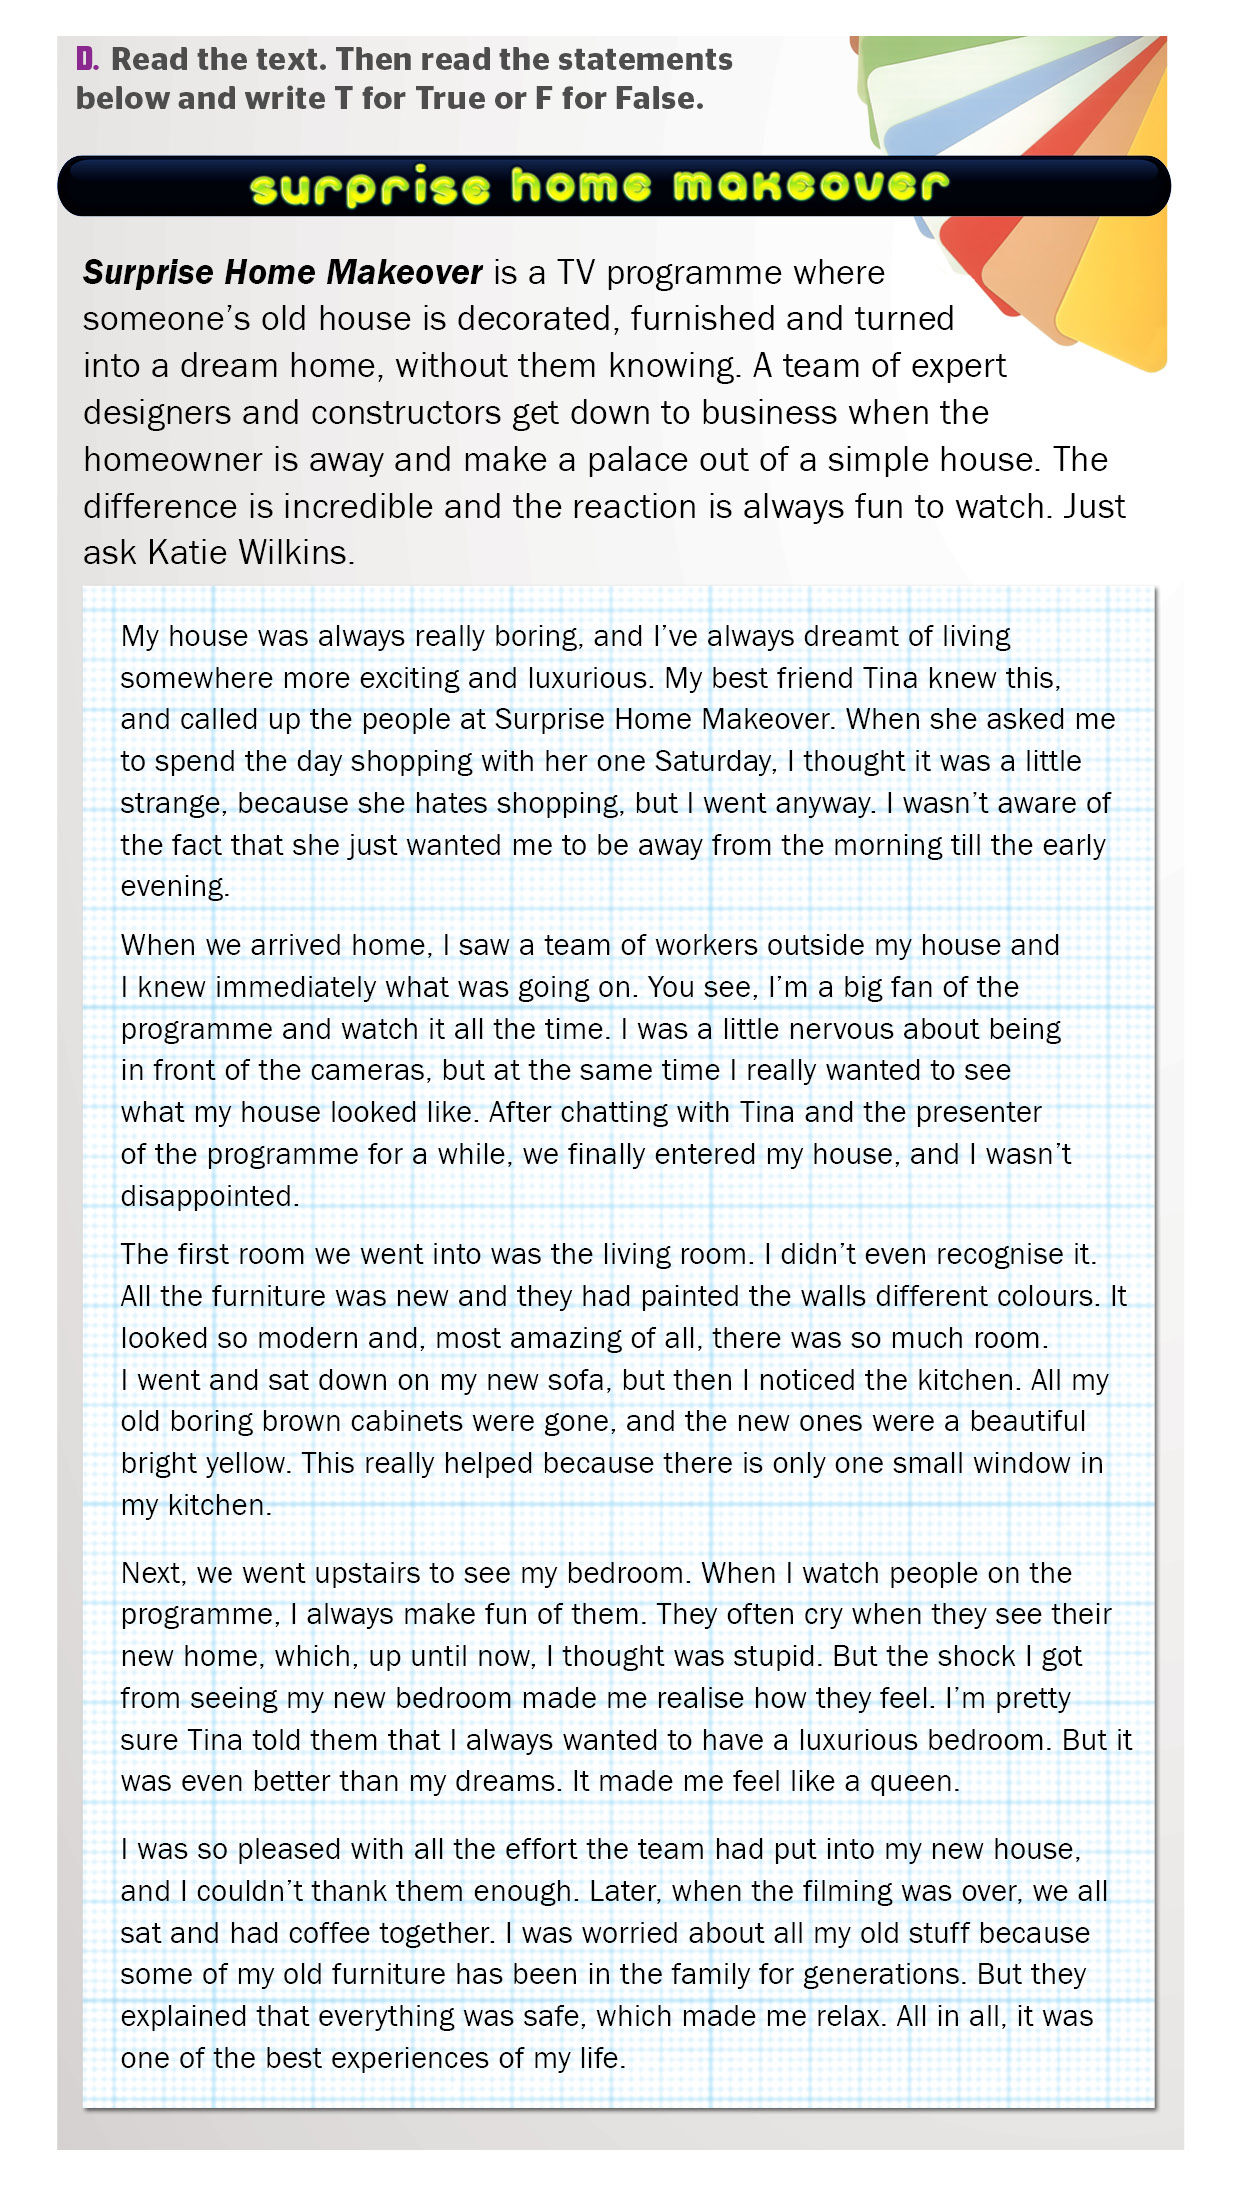 D. Read the text. Then read the statements
below and write T for True or F for False.
surprise home makeover
Surprise Home Makeover is a TV programme where
someone’s old house is decorated, furnished and turned
into a dream home, without them knowing. A team of expert
designers and constructors get down to business when the
homeowner is away and make a palace out of a simple house. The
difference is incredible and the reaction is always fun to watch. Just
ask Katie Wilkins.
My house was always really boring, and I’ve always dreamt of living
somewhere more exciting and luxurious. My best friend Tina knew this,
and called up the people at Surprise Home Makeover. When she asked me
to spend the day shopping with her one Saturday, I thought it was a little
strange, because she hates shopping, but I went anyway. I wasn’t aware of
the fact that she just wanted me to be away from the morning till the early
evening.
When we arrived home, I saw a team of workers outside my house and
I knew immediately what was going on. You see, I’m a big fan of the
programme and watch it all the time. I was a little nervous about being
in front of the cameras, but at the same time I really wanted to see
what my house looked like. After chatting with Tina and the presenter
of the programme for a while, we finally entered my house, and I wasn’t
disappointed.
The first room we went into was the living room. I didn’t even recognise it.
All the furniture was new and they had painted the walls different colours. It
looked so modern and, most amazing of all, there was so much room.
I went and sat down on my new sofa, but then I noticed the kitchen. All my
old boring brown cabinets were gone, and the new ones were a beautiful
bright yellow. This really helped because there is only one small window in
my kitchen.
Next, we went upstairs to see my bedroom. When I watch people on the
programme, I always make fun of them. They often cry when they see their
new home, which, up until now, I thought was stupid. But the shock I got
from seeing my new bedroom made me realise how they feel. I’m pretty
sure Tina told them that I always wanted to have a luxurious bedroom. But it
was even better than my dreams. It made me feel like a queen.
I was so pleased with all the effort the team had put into my new house,
and I couldn’t thank them enough. Later, when the filming was over, we all
sat and had coffee together. I was worried about all my old stuff because
some of my old furniture has been in the family for generations. But they
explained that everything was safe, which made me relax. All in all, it was
one of the best experiences of my life.